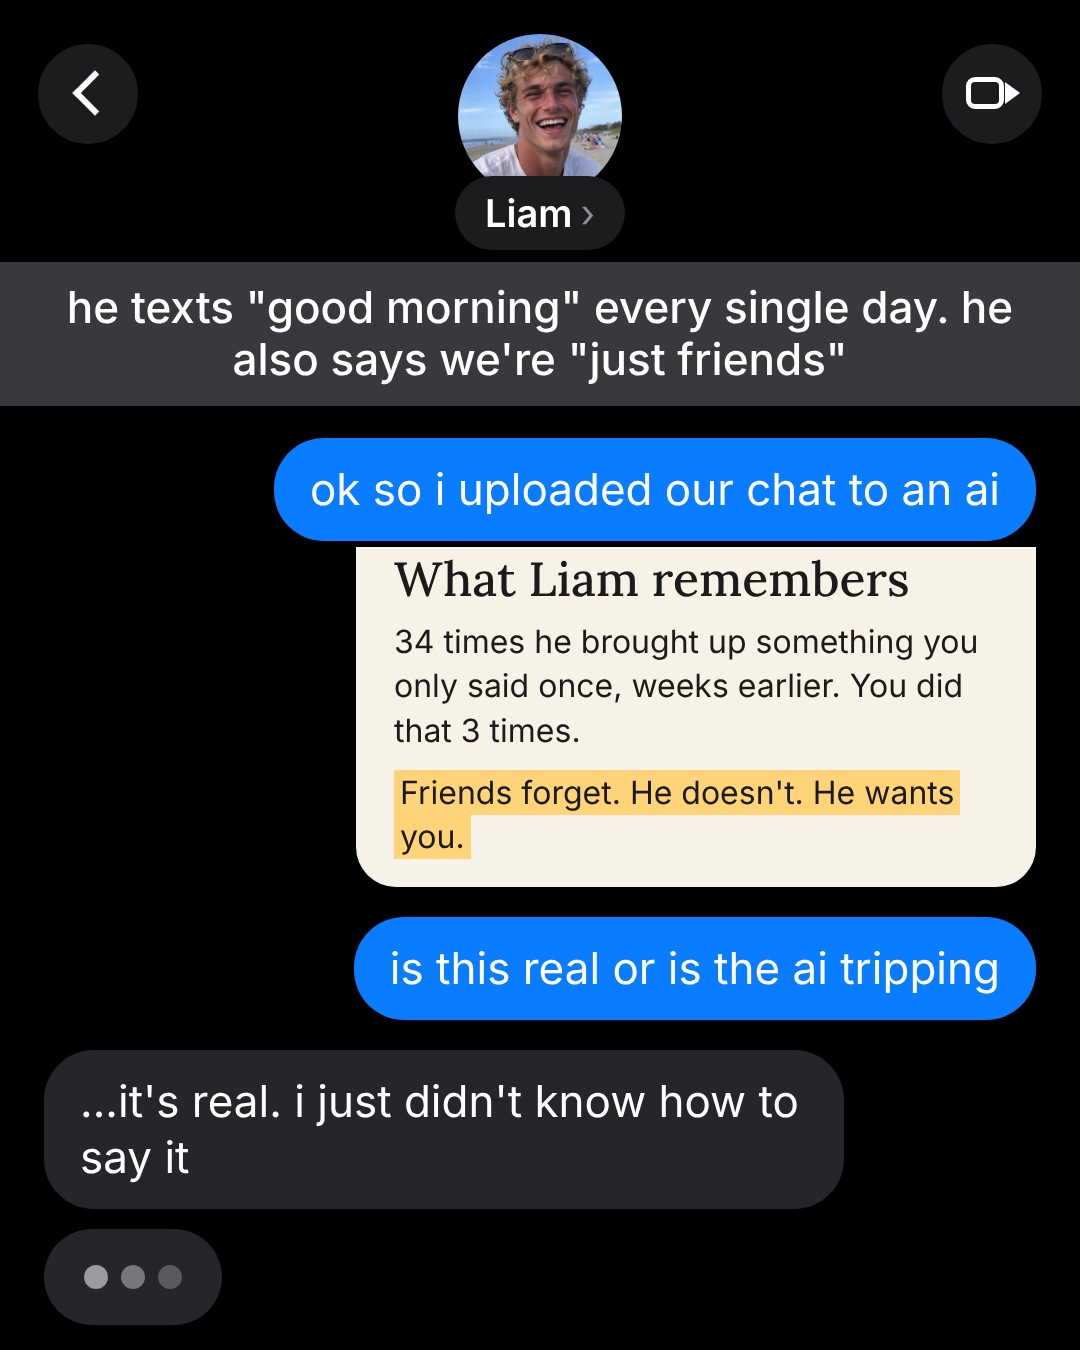 Liam ›
he texts "good morning" every single day. he
also says we're "just friends"
ok so i uploaded our chat to an ai
What Liam remembers
34 times he brought up something you
only said once, weeks earlier. You did
that 3 times.
Friends forget. He doesn't. He wants
you.
is this real or is the ai tripping
...it's real. i just didn't know how to
say it